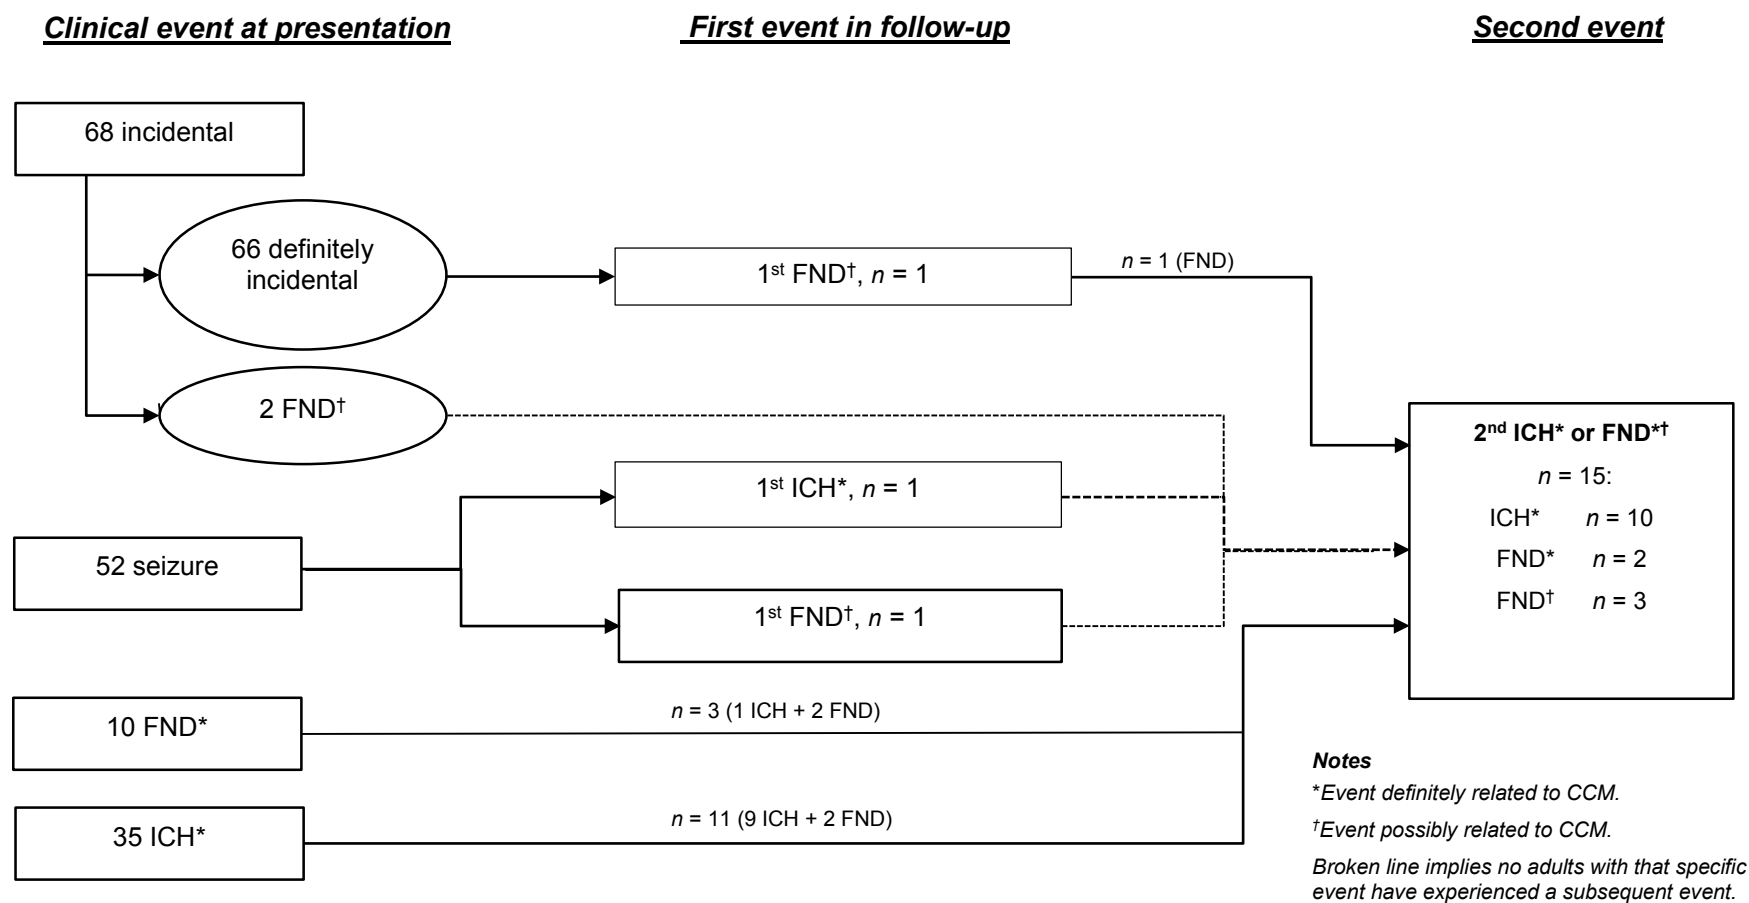 Clinical event at presentation
First event in follow-up
Second event
68 incidental
66 definitely
incidental
1st FND†, n = 1
n = 1 (FND)
2 FND†
1st ICH*, n = 1
52 seizure
1st FND†, n = 1
2nd ICH* or FND*†
n = 15:
ICH* n = 10
FND* n = 2
FND† n = 3
10 FND*
n = 3 (1 ICH + 2 FND)
35 ICH*
n = 11 (9 ICH + 2 FND)
Notes
*Event definitely related to CCM.
†Event possibly related to CCM.
Broken line implies no adults with that specific
event have experienced a subsequent event.